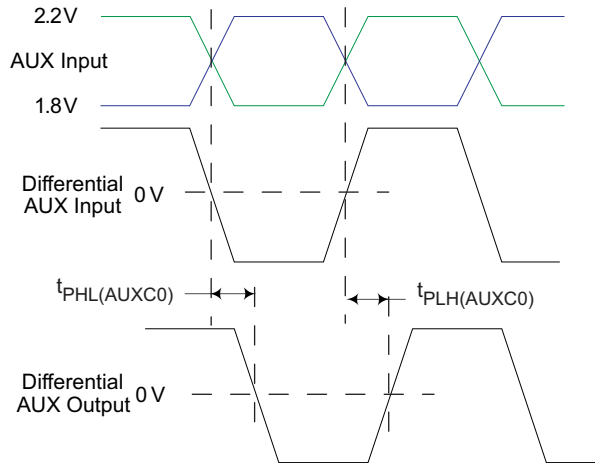 2.2V
AUX Input
1.8V
Differential
AUX Input
0 V
tPHL(AUXC0)
tPLH(AUXC0)
Differential
AUX Output
0 V